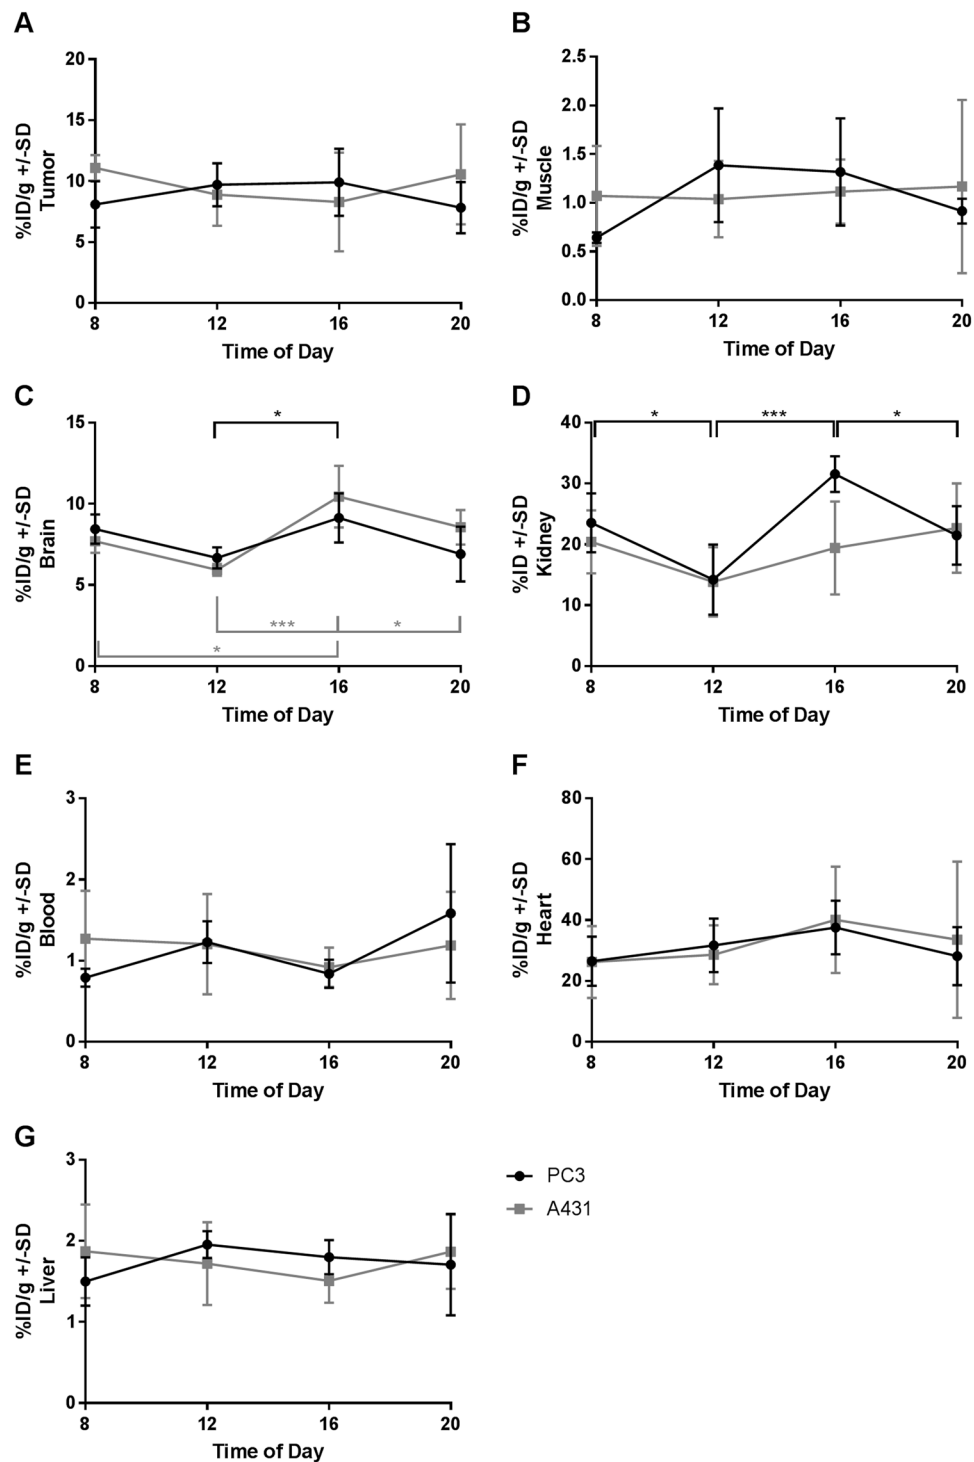 A
%ID/g +/-SD
Tumor
20
15
10
5
0
8 12 16 20
Time of Day
B
%ID/g +/-SD
Muscle
2.5
2.0
1.5
1.0
0.5
0.0
8 12 16 20
Time of Day
C
%ID/g +/-SD
Brain
15
10
5
0
*
*** *
*
8 12 16 20
Time of Day
D
%ID +/-SD
Kidney
40
30
20
10
0
* *** *
8 12 16 20
Time of Day
E
%ID/g +/-SD
Blood
3
2
1
0
8 12 16 20
Time of Day
F
%ID/g +/-SD
Heart
80
60
40
20
0
8 12 16 20
Time of Day
G
%ID/g +/-SD
Liver
3
2
1
0
8 12 16 20
Time of Day
PC3
A431